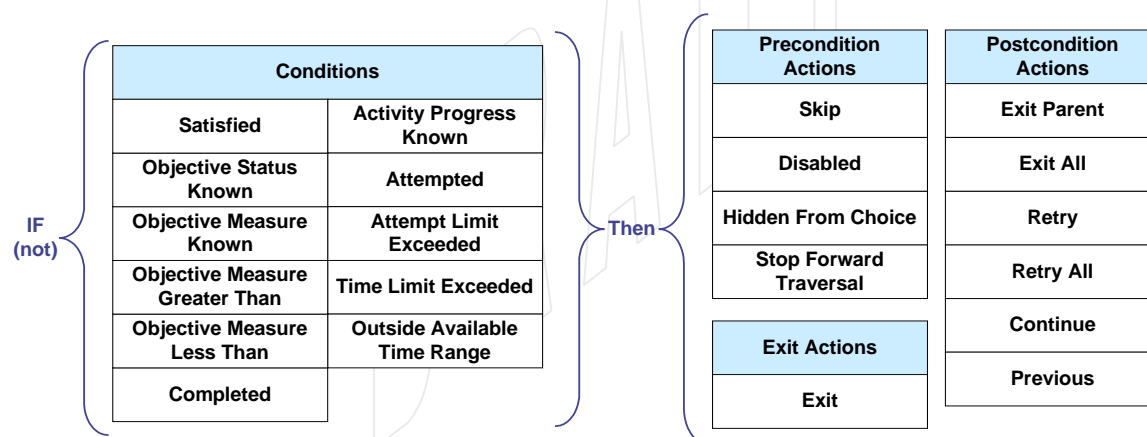 IF
(not)
Conditions
Satisfied
Activity Progress
Known
Objective Status
Known
Attempted
Objective Measure
Known
Attempt Limit
Exceeded
Objective Measure
Greater Than
Time Limit Exceeded
Objective Measure
Less Than
Outside Available
Time Range
Completed
Then
Precondition
Actions
Skip
Disabled
Hidden From Choice
Stop Forward
Traversal
Exit Actions
Exit
Postcondition
Actions
Exit Parent
Exit All
Retry
Retry All
Continue
Previous